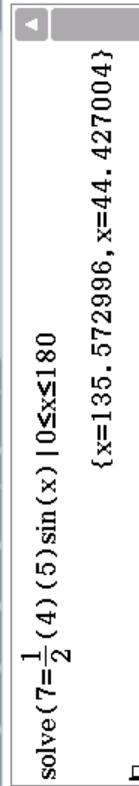 solve(7=1/2(4)(5)sin(x)|0≤x≤180
{x=135.572996,x=44.427004}